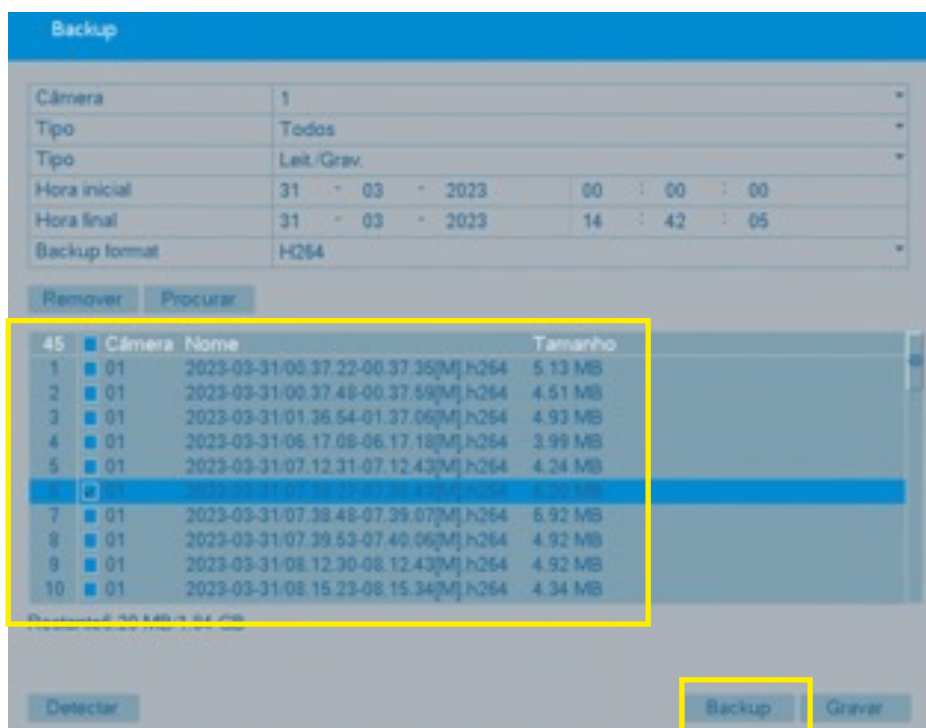 Backup
Câmera 1
Tipo Todos
Tipo Leit./Grav.
Hora inicial 31 - 03 - 2023 00 : 00 : 00
Hora final 31 - 03 - 2023 14 : 42 : 05
Backup format H264
Remover Procurar
45 Câmera Nome Tamanho
1 01 2023-03-31/00.37.22-00.37.35[M].h264 5.13 MB
2 01 2023-03-31/00.37.48-00.37.59[M].h264 4.51 MB
3 01 2023-03-31/01.36.54-01.37.06[M].h264 4.93 MB
4 01 2023-03-31/06.17.08-06.17.18[M].h264 3.99 MB
5 01 2023-03-31/07.12.31-07.12.43[M].h264 4.24 MB
6 01
7 01 2023-03-31/07.38.48-07.39.07[M].h264 6.92 MB
8 01 2023-03-31/07.39.53-07.40.06[M].h264 4.92 MB
9 01 2023-03-31/08.12.30-08.12.43[M].h264 4.92 MB
10 01 2023-03-31/08.15.23-08.15.34[M].h264 4.34 MB
Detectar Backup Gravar